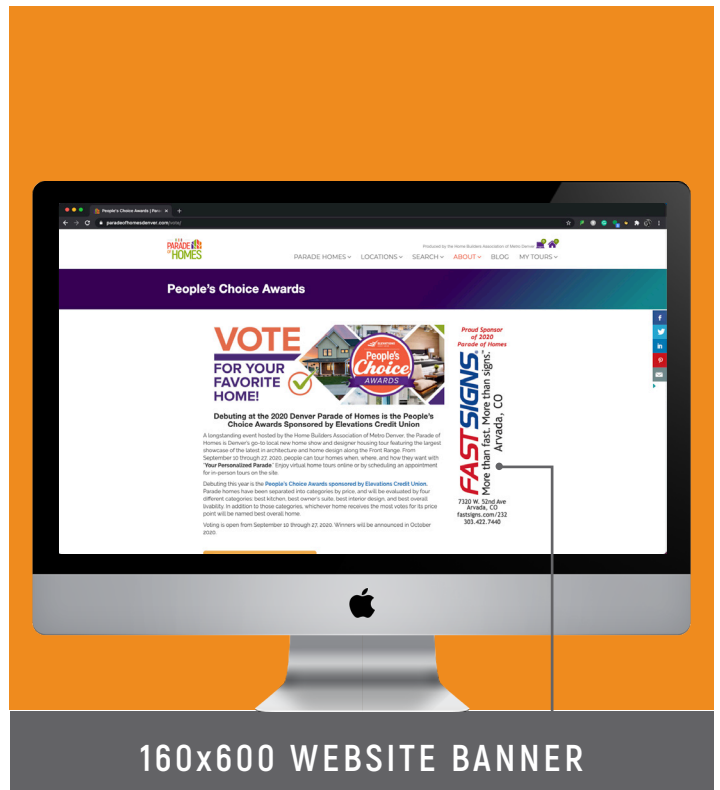 People's Choice Awards | Par
paradeofhomesdenver.com/vote/
Produced by the Home Builders Association of Metro Denver
PARADE
OF HOMES
PARADE HOMES LOCATIONS SEARCH ABOUT BLOG MY TOURS
People's Choice Awards
VOTE
FOR YOUR
FAVORITE
HOME!
People's
Choice
AWARDS
Proud Sponsor
of 2020
Parade of Homes
FASTSIGNS.
More than fast. More than signs.
Arvada, CO
7320 W. 52nd Ave
Arvada, CO
fastsigns.com/232
303.422.7440
Debuting at the 2020 Denver Parade of Homes is the People's
Choice Awards Sponsored by Elevations Credit Union
A longstanding event hosted by the Home Builders Association of Metro Denver, the Parade of
Homes is Denver's go-to local new home show and designer housing tour featuring the largest
showcase of the latest in architecture and home design along the Front Range. From
September 10 through 27, 2020, people can tour homes when, where, and how they want with
"Your Personalized Parade." Enjoy virtual home tours online or by scheduling an appointment
for in-person tours on the site.
Debuting this year is the People's Choice Awards sponsored by Elevations Credit Union.
Parade homes have been separated into categories by price, and will be evaluated by four
different categories: best kitchen, best owner's suite, best interior design, and best overall
livability. In addition to those categories, whichever home receives the most votes for its price
point will be named best overall home.
Voting is open from September 10 through 27, 2020. Winners will be announced in October
2020.
160x600 WEBSITE BANNER